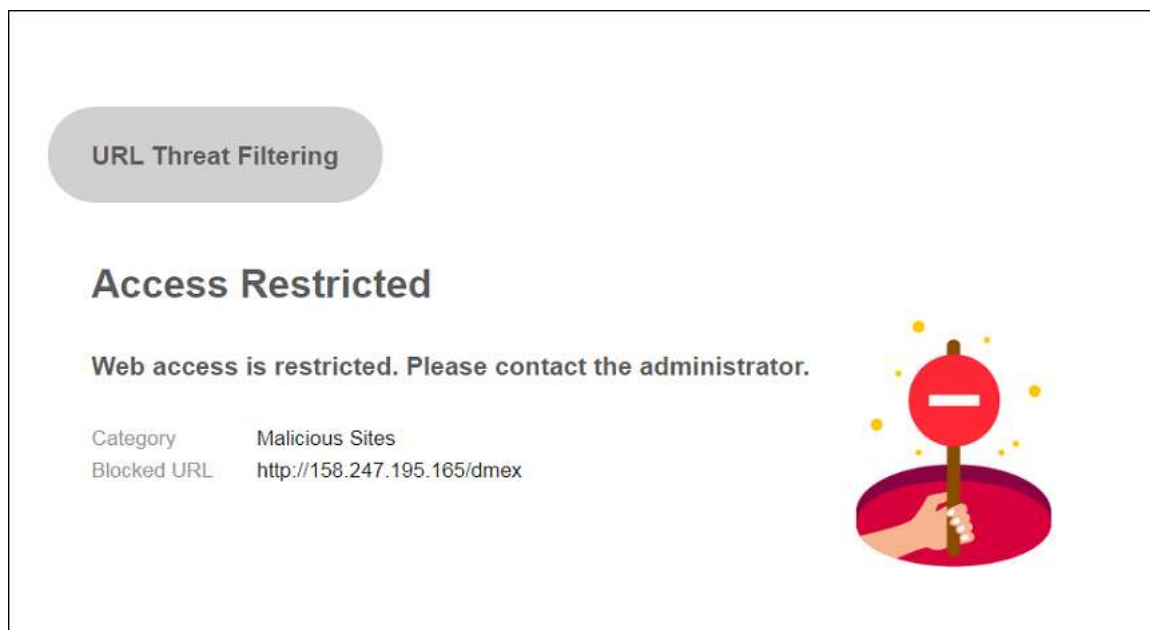 URL Threat Filtering
Access Restricted
Web access is restricted. Please contact the administrator.
Category Malicious Sites
Blocked URL http://158.247.195.165/dmex